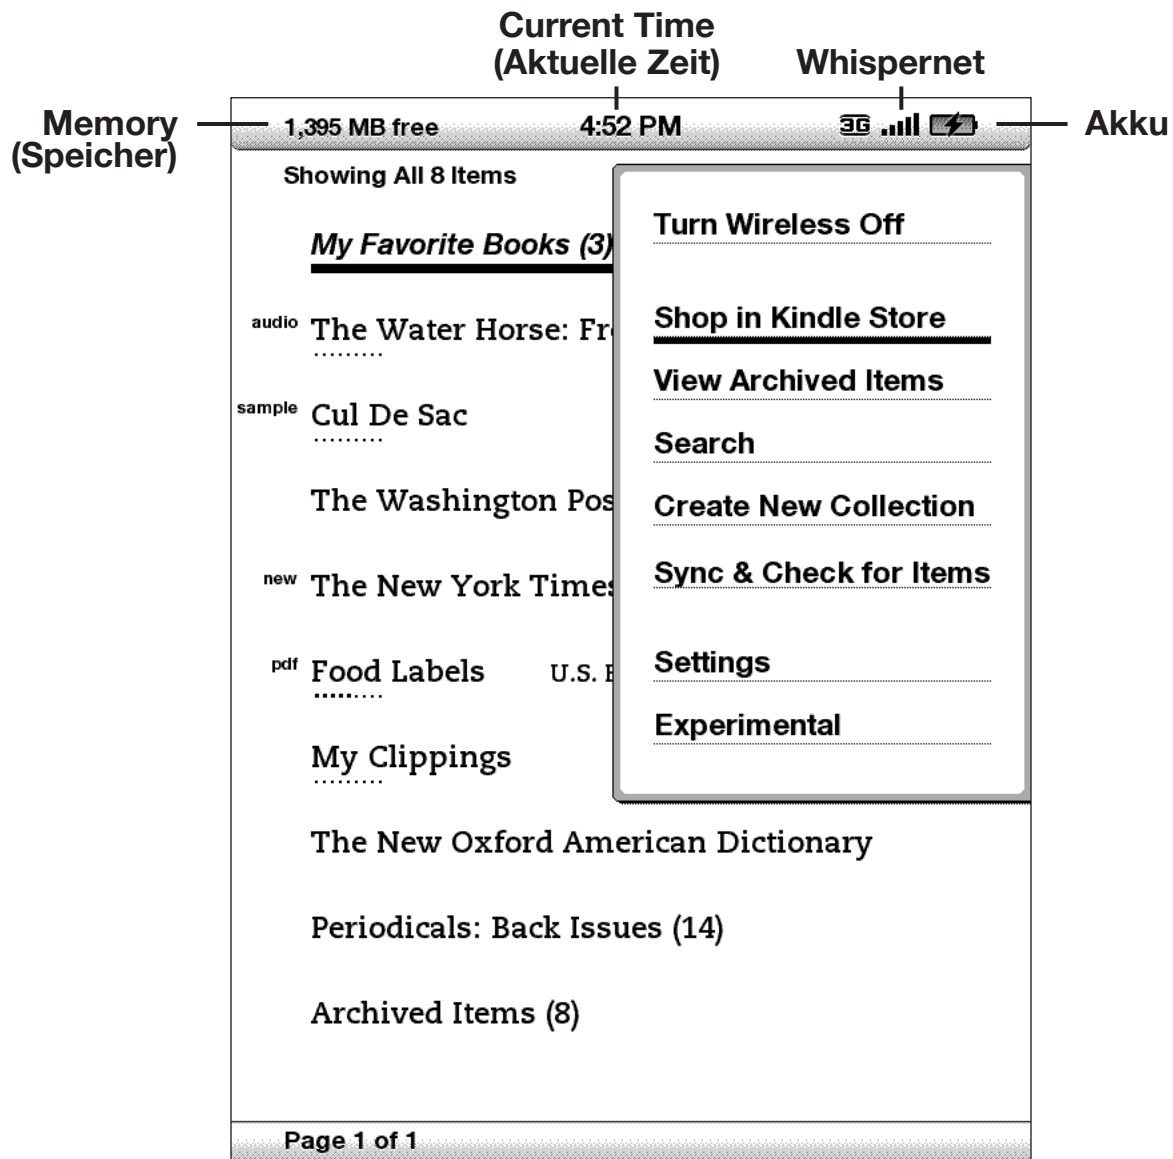 Current Time
(Aktuelle Zeit)
Whispernet
Memory
(Speicher)
1,395 MB free
4:52 PM
3G
Akku
Showing All 8 Items
My Favorite Books (3)
audio The Water Horse: Fr
sample Cul De Sac
The Washington Pos
new The New York Times
pdf Food Labels U.S.
My Clippings
The New Oxford American Dictionary
Periodicals: Back Issues (14)
Archived Items (8)
Turn Wireless Off
Shop in Kindle Store
View Archived Items
Search
Create New Collection
Sync & Check for Items
Settings
Experimental
Page 1 of 1